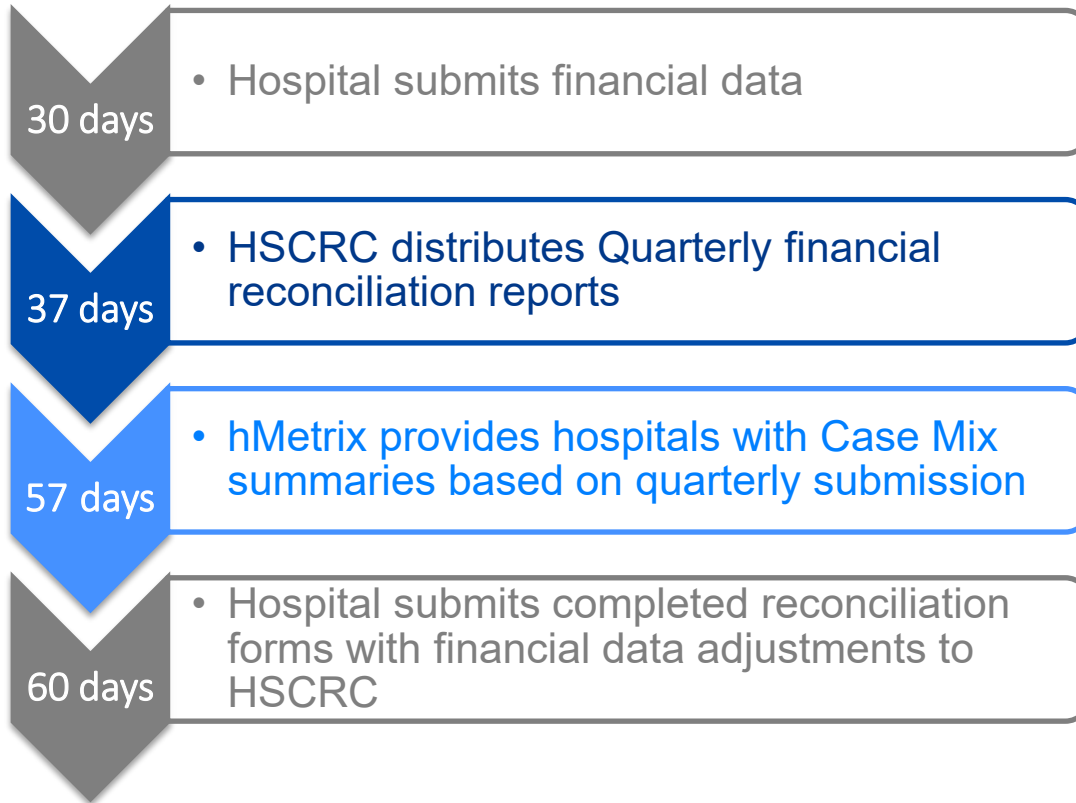 30 days
• Hospital submits financial data
37 days
• HSCRC distributes Quarterly financial
reconciliation reports
57 days
• hMetrix provides hospitals with Case Mix
summaries based on quarterly submission
60 days
• Hospital submits completed reconciliation
forms with financial data adjustments to
HSCRC